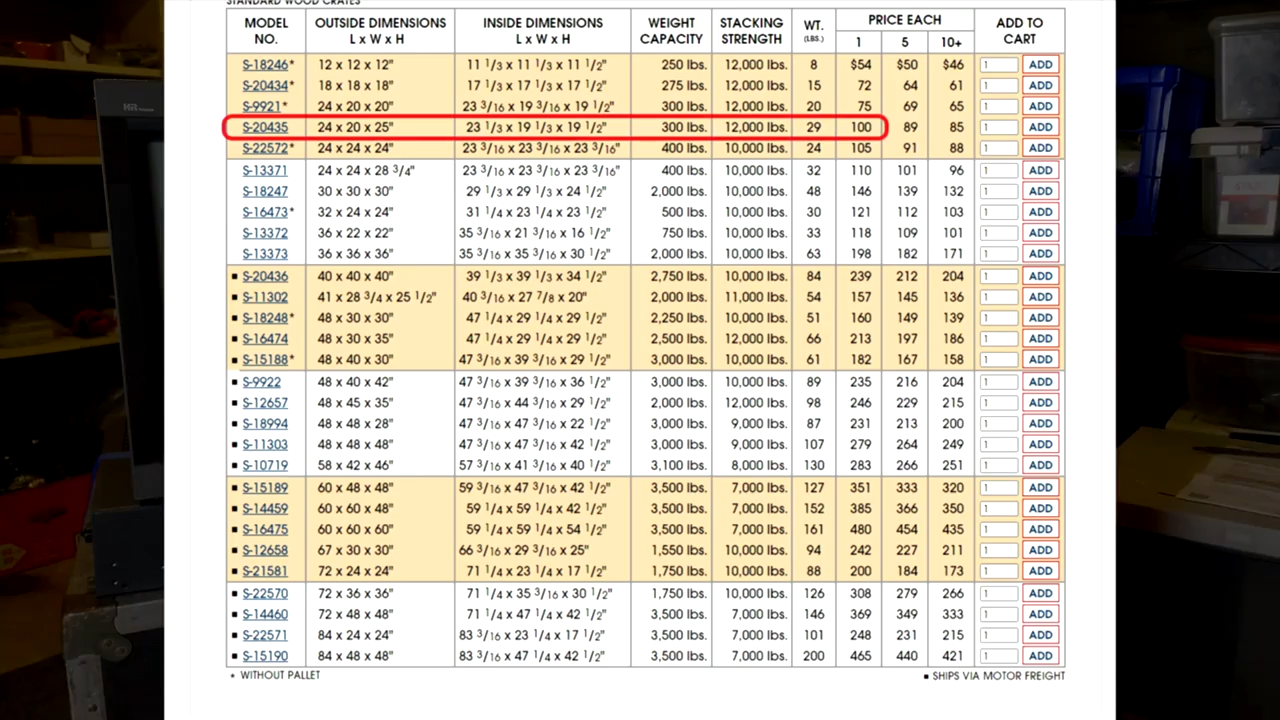 STANDARD WOOD CRATES
MODEL NO. OUTSIDE DIMENSIONS L x W x H INSIDE DIMENSIONS L x W x H WEIGHT CAPACITY STACKING STRENGTH WT. (LBS.) PRICE EACH ADD TO CART
1 5 10+
S-18246* 12 x 12 x 12" 11 1/3 x 11 1/3 x 11 1/2" 250 lbs. 12,000 lbs. 8 $54 $50 $46 1 ADD
S-20434* 18 x 18 x 18" 17 1/3 x 17 1/3 x 17 1/2" 275 lbs. 12,000 lbs. 15 72 64 61 1 ADD
S-9921* 24 x 20 x 20" 23 3/16 x 19 3/16 x 19 1/2" 300 lbs. 12,000 lbs. 20 75 69 65 1 ADD
S-20435 24 x 20 x 25" 23 1/3 x 19 1/3 x 19 1/2" 300 lbs. 12,000 lbs. 29 100 89 85 1 ADD
S-22572* 24 x 24 x 24" 23 3/16 x 23 3/16 x 23 3/16" 400 lbs. 10,000 lbs. 24 105 91 88 1 ADD
S-13371 24 x 24 x 28 3/4" 23 3/16 x 23 3/16 x 23 3/16" 400 lbs. 10,000 lbs. 32 110 101 96 1 ADD
S-18247 30 x 30 x 30" 29 1/3 x 29 1/3 x 24 1/2" 2,000 lbs. 10,000 lbs. 48 146 139 132 1 ADD
S-16473* 32 x 24 x 24" 31 1/4 x 23 1/4 x 23 1/2" 500 lbs. 10,000 lbs. 30 121 112 103 1 ADD
S-13372 36 x 22 x 22" 35 3/16 x 21 3/16 x 16 1/2" 750 lbs. 10,000 lbs. 33 118 109 101 1 ADD
S-13373 36 x 36 x 36" 35 3/16 x 35 3/16 x 30 1/2" 2,000 lbs. 10,000 lbs. 63 198 182 171 1 ADD
■ S-20436 40 x 40 x 40" 39 1/3 x 39 1/3 x 34 1/2" 2,750 lbs. 10,000 lbs. 84 239 212 204 1 ADD
■ S-11302 41 x 28 3/4 x 25 1/2" 40 3/16 x 27 7/8 x 20" 2,000 lbs. 11,000 lbs. 54 157 145 136 1 ADD
■ S-18248* 48 x 30 x 30" 47 1/4 x 29 1/4 x 29 1/2" 2,250 lbs. 10,000 lbs. 51 160 149 139 1 ADD
■ S-16474 48 x 30 x 35" 47 1/4 x 29 1/4 x 29 1/2" 2,500 lbs. 12,000 lbs. 66 213 197 186 1 ADD
■ S-15188* 48 x 40 x 30" 47 3/16 x 39 3/16 x 29 1/2" 3,000 lbs. 10,000 lbs. 61 182 167 158 1 ADD
■ S-9922 48 x 40 x 42" 47 3/16 x 39 3/16 x 36 1/2" 3,000 lbs. 10,000 lbs. 89 235 216 204 1 ADD
■ S-12657 48 x 45 x 35" 47 3/16 x 44 3/16 x 29 1/2" 2,000 lbs. 12,000 lbs. 98 246 229 215 1 ADD
■ S-18994 48 x 48 x 28" 47 3/16 x 47 3/16 x 22 1/2" 3,000 lbs. 9,000 lbs. 87 231 213 200 1 ADD
■ S-11303 48 x 48 x 48" 47 3/16 x 47 3/16 x 42 1/2" 3,000 lbs. 9,000 lbs. 107 279 264 249 1 ADD
■ S-10719 58 x 42 x 46" 57 3/16 x 41 3/16 x 40 1/2" 3,100 lbs. 8,000 lbs. 130 283 266 251 1 ADD
■ S-15189 60 x 48 x 48" 59 3/16 x 47 3/16 x 42 1/2" 3,500 lbs. 7,000 lbs. 127 351 333 320 1 ADD
■ S-14459 60 x 60 x 48" 59 1/4 x 59 1/4 x 42 1/2" 3,500 lbs. 7,000 lbs. 152 385 366 350 1 ADD
■ S-16475 60 x 60 x 60" 59 1/4 x 59 1/4 x 54 1/2" 3,500 lbs. 7,000 lbs. 161 480 454 435 1 ADD
■ S-12658 67 x 30 x 30" 66 3/16 x 29 3/16 x 25" 1,550 lbs. 10,000 lbs. 94 242 227 211 1 ADD
■ S-21581 72 x 24 x 24" 71 1/4 x 23 1/4 x 17 1/2" 1,750 lbs. 10,000 lbs. 88 200 184 173 1 ADD
■ S-22570 72 x 36 x 36" 71 1/4 x 35 3/16 x 30 1/2" 1,750 lbs. 10,000 lbs. 126 308 279 266 1 ADD
■ S-14460 72 x 48 x 48" 71 1/4 x 47 1/4 x 42 1/2" 3,500 lbs. 7,000 lbs. 146 369 349 333 1 ADD
■ S-22571 84 x 24 x 24" 83 3/16 x 23 1/4 x 17 1/2" 3,500 lbs. 7,000 lbs. 101 248 231 215 1 ADD
■ S-15190 84 x 48 x 48" 83 3/16 x 47 1/4 x 42 1/2" 3,500 lbs. 7,000 lbs. 200 465 440 421 1 ADD
* WITHOUT PALLET ■ SHIPS VIA MOTOR FREIGHT